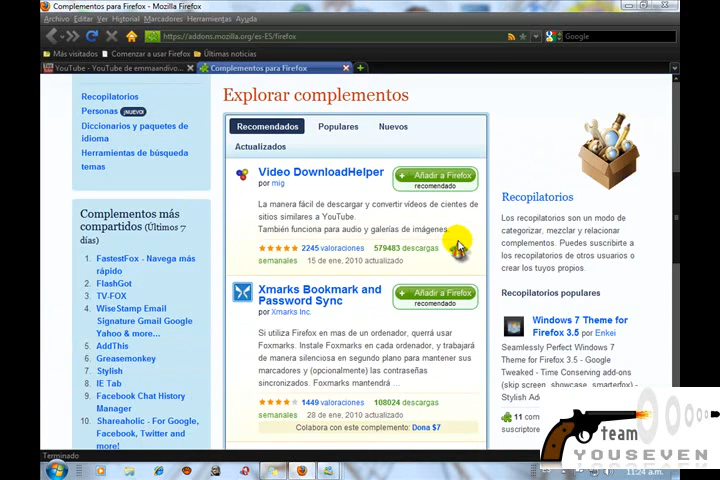 Complementos para Firefox - Mozilla Firefox
Archivo Editar Ver Historial Marcadores Herramientas Ayuda
https://addons.mozilla.org/es-ES/firefox
Google
Más visitados Comenzar a usar Firefox Últimas noticias
YouTube - YouTube de emmaandivo...
Complementos para Firefox
Recopilatorios
Personas ¡NUEVO!
Diccionarios y paquetes de
idioma
Herramientas de búsqueda
temas
Complementos más
compartidos (Últimos 7
días)
1. FastestFox - Navega más
rápido
2. FlashGot
3. TV-FOX
4. WiseStamp Email
Signature Gmail Google
Yahoo & more...
5. AddThis
6. Greasemonkey
7. Stylish
8. IE Tab
9. Facebook Chat History
Manager
10. Shareaholic - For Google,
Facebook, Twitter and
more!
Explorar complementos
Recomendados Populares Nuevos
Actualizados
Video DownloadHelper
por mig
Añadir a Firefox
recomendado
La manera fácil de descargar y convertir vídeos de cientes de
sitios similares a YouTube.
También funciona para audio y galerías de imágenes.
2245 valoraciones 579483 descargas
semanales 15 de ene, 2010 actualizado
Xmarks Bookmark and
Password Sync
por Xmarks Inc.
Añadir a Firefox
recomendado
Si utiliza Firefox en mas de un ordenador, querrá usar
Foxmarks. Instale Foxmarks en cada ordenador, y trabajará
de manera silenciosa en segundo plano para mantener sus
marcadores y (opcionalmente) las contraseñas
sincronizados. Foxmarks mantendrá ...
1449 valoraciones 108024 descargas
semanales 28 de ene, 2010 actualizado
Colabora con este complemento: Dona $7
Recopilatorios
Los recopilatorios son un modo de
categorizar, mezclar y relacionar
complementos. Puedes suscribirte a
los recopilatorios de otros usuarios o
crear los tuyos propios.
Recopilatorios populares
Windows 7 Theme for
Firefox 3.5 por Enkei
Seamlessly Perfect Windows 7
Theme for Firefox 3.5 - Google
Tweaked - Time Conserving add-ons
(skip screen, showcase, smarterfox) -
Stylish Ad
11 com
suscriptore
team
YOUSEVEN
Terminado
11:24 a.m.